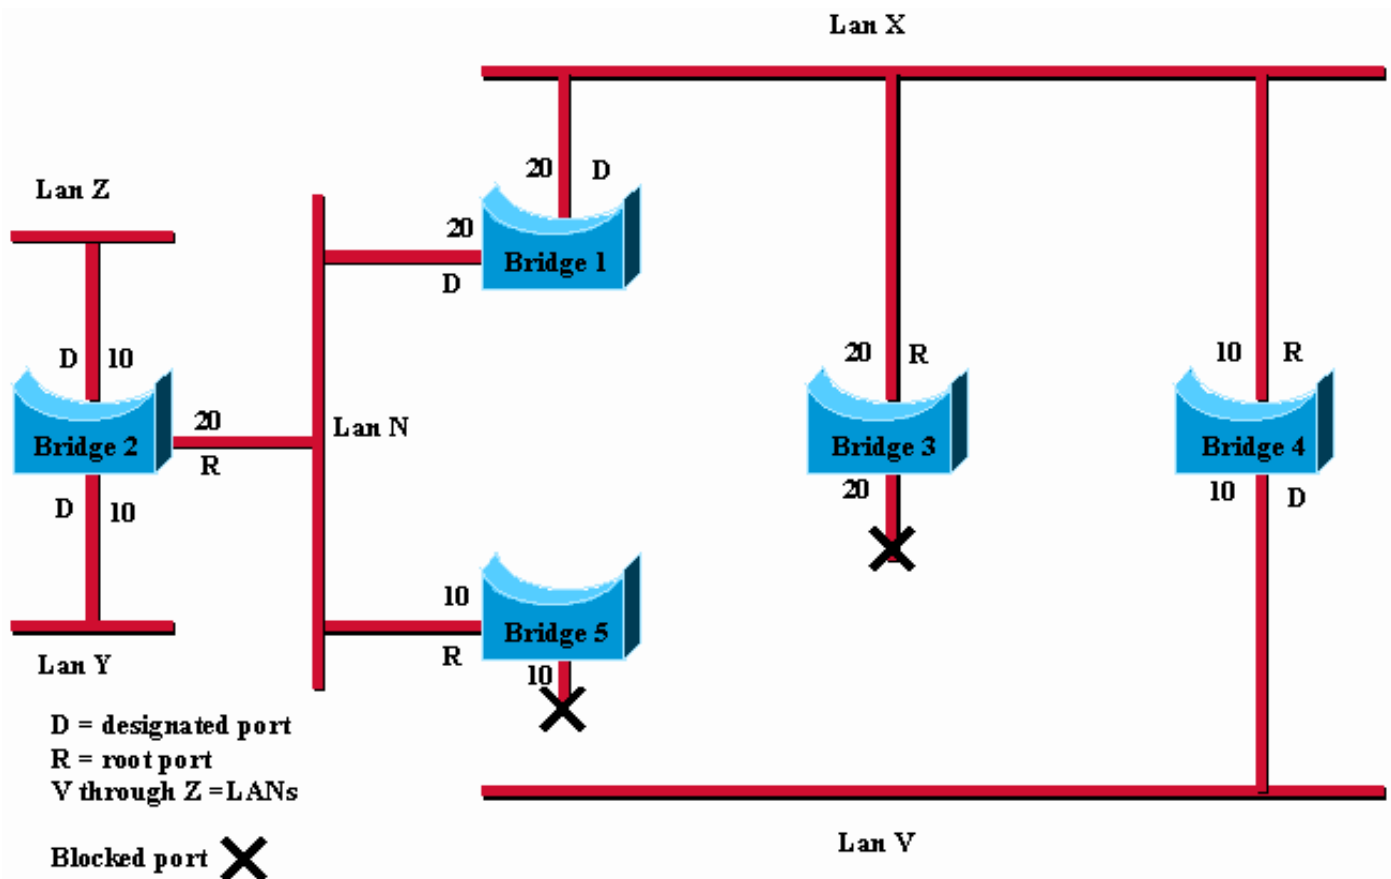 Lan X
20 D
Lan Z
20
Bridge 1
D
D 10
20 R
10 R
20
Bridge 2
Lan N
Bridge 3
Bridge 4
R
20
10 D
D 10
10
Bridge 5
Lan Y
R
10
D = designated port
R = root port
V through Z =LANs
Lan V
Blocked port